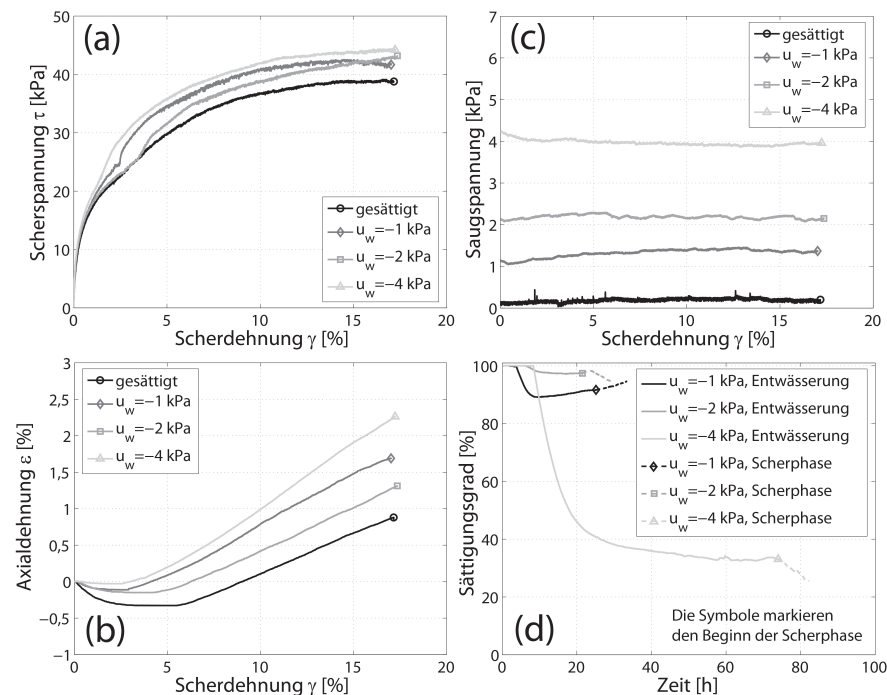 (a)
50
40
30
20
10
0
0 5 10 15 20
Scherspannung τ [kPa]
Scherdehnung γ [%]
gesättigt
u_w=−1 kPa
u_w=−2 kPa
u_w=−4 kPa
(c)
7
6
5
4
3
2
1
0
0 5 10 15 20
Saugspannung [kPa]
Scherdehnung γ [%]
gesättigt
u_w=−1 kPa
u_w=−2 kPa
u_w=−4 kPa
(b)
3
2,5
2
1,5
1
0,5
0
−0,5
−1
0 5 10 15 20
Axialdehnung ε [%]
Scherdehnung γ [%]
gesättigt
u_w=−1 kPa
u_w=−2 kPa
u_w=−4 kPa
(d)
100
80
60
40
20
0
0 20 40 60 80 100
Sättigungsgrad [%]
Zeit [h]
u_w=−1 kPa, Entwässerung
u_w=−2 kPa, Entwässerung
u_w=−4 kPa, Entwässerung
u_w=−1 kPa, Scherphase
u_w=−2 kPa, Scherphase
u_w=−4 kPa, Scherphase
Die Symbole markieren
den Beginn der Scherphase